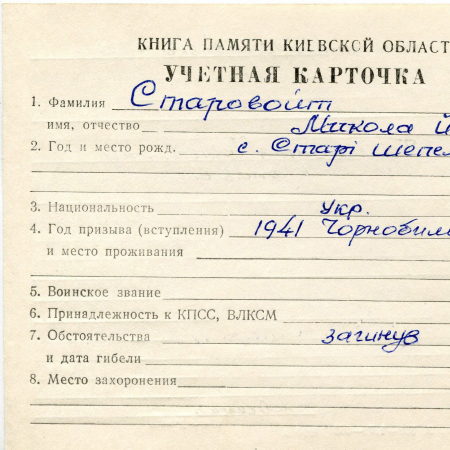 КНИГА ПАМЯТИ КИЕВСКОЙ ОБЛАСТ
УЧЕТНАЯ КАРТОЧКА
1. Фамилия Старовойт
имя, отчество Микола Й
2. Год и место рожд. с. Старі Шепел
3. Национальность укр.
4. Год призыва (вступления) 1941 Чорнобил
и место проживания
5. Воинское звание
6. Принадлежность к КПСС, ВЛКСМ
7. Обстоятельства загинув
и дата гибели
8. Место захоронения